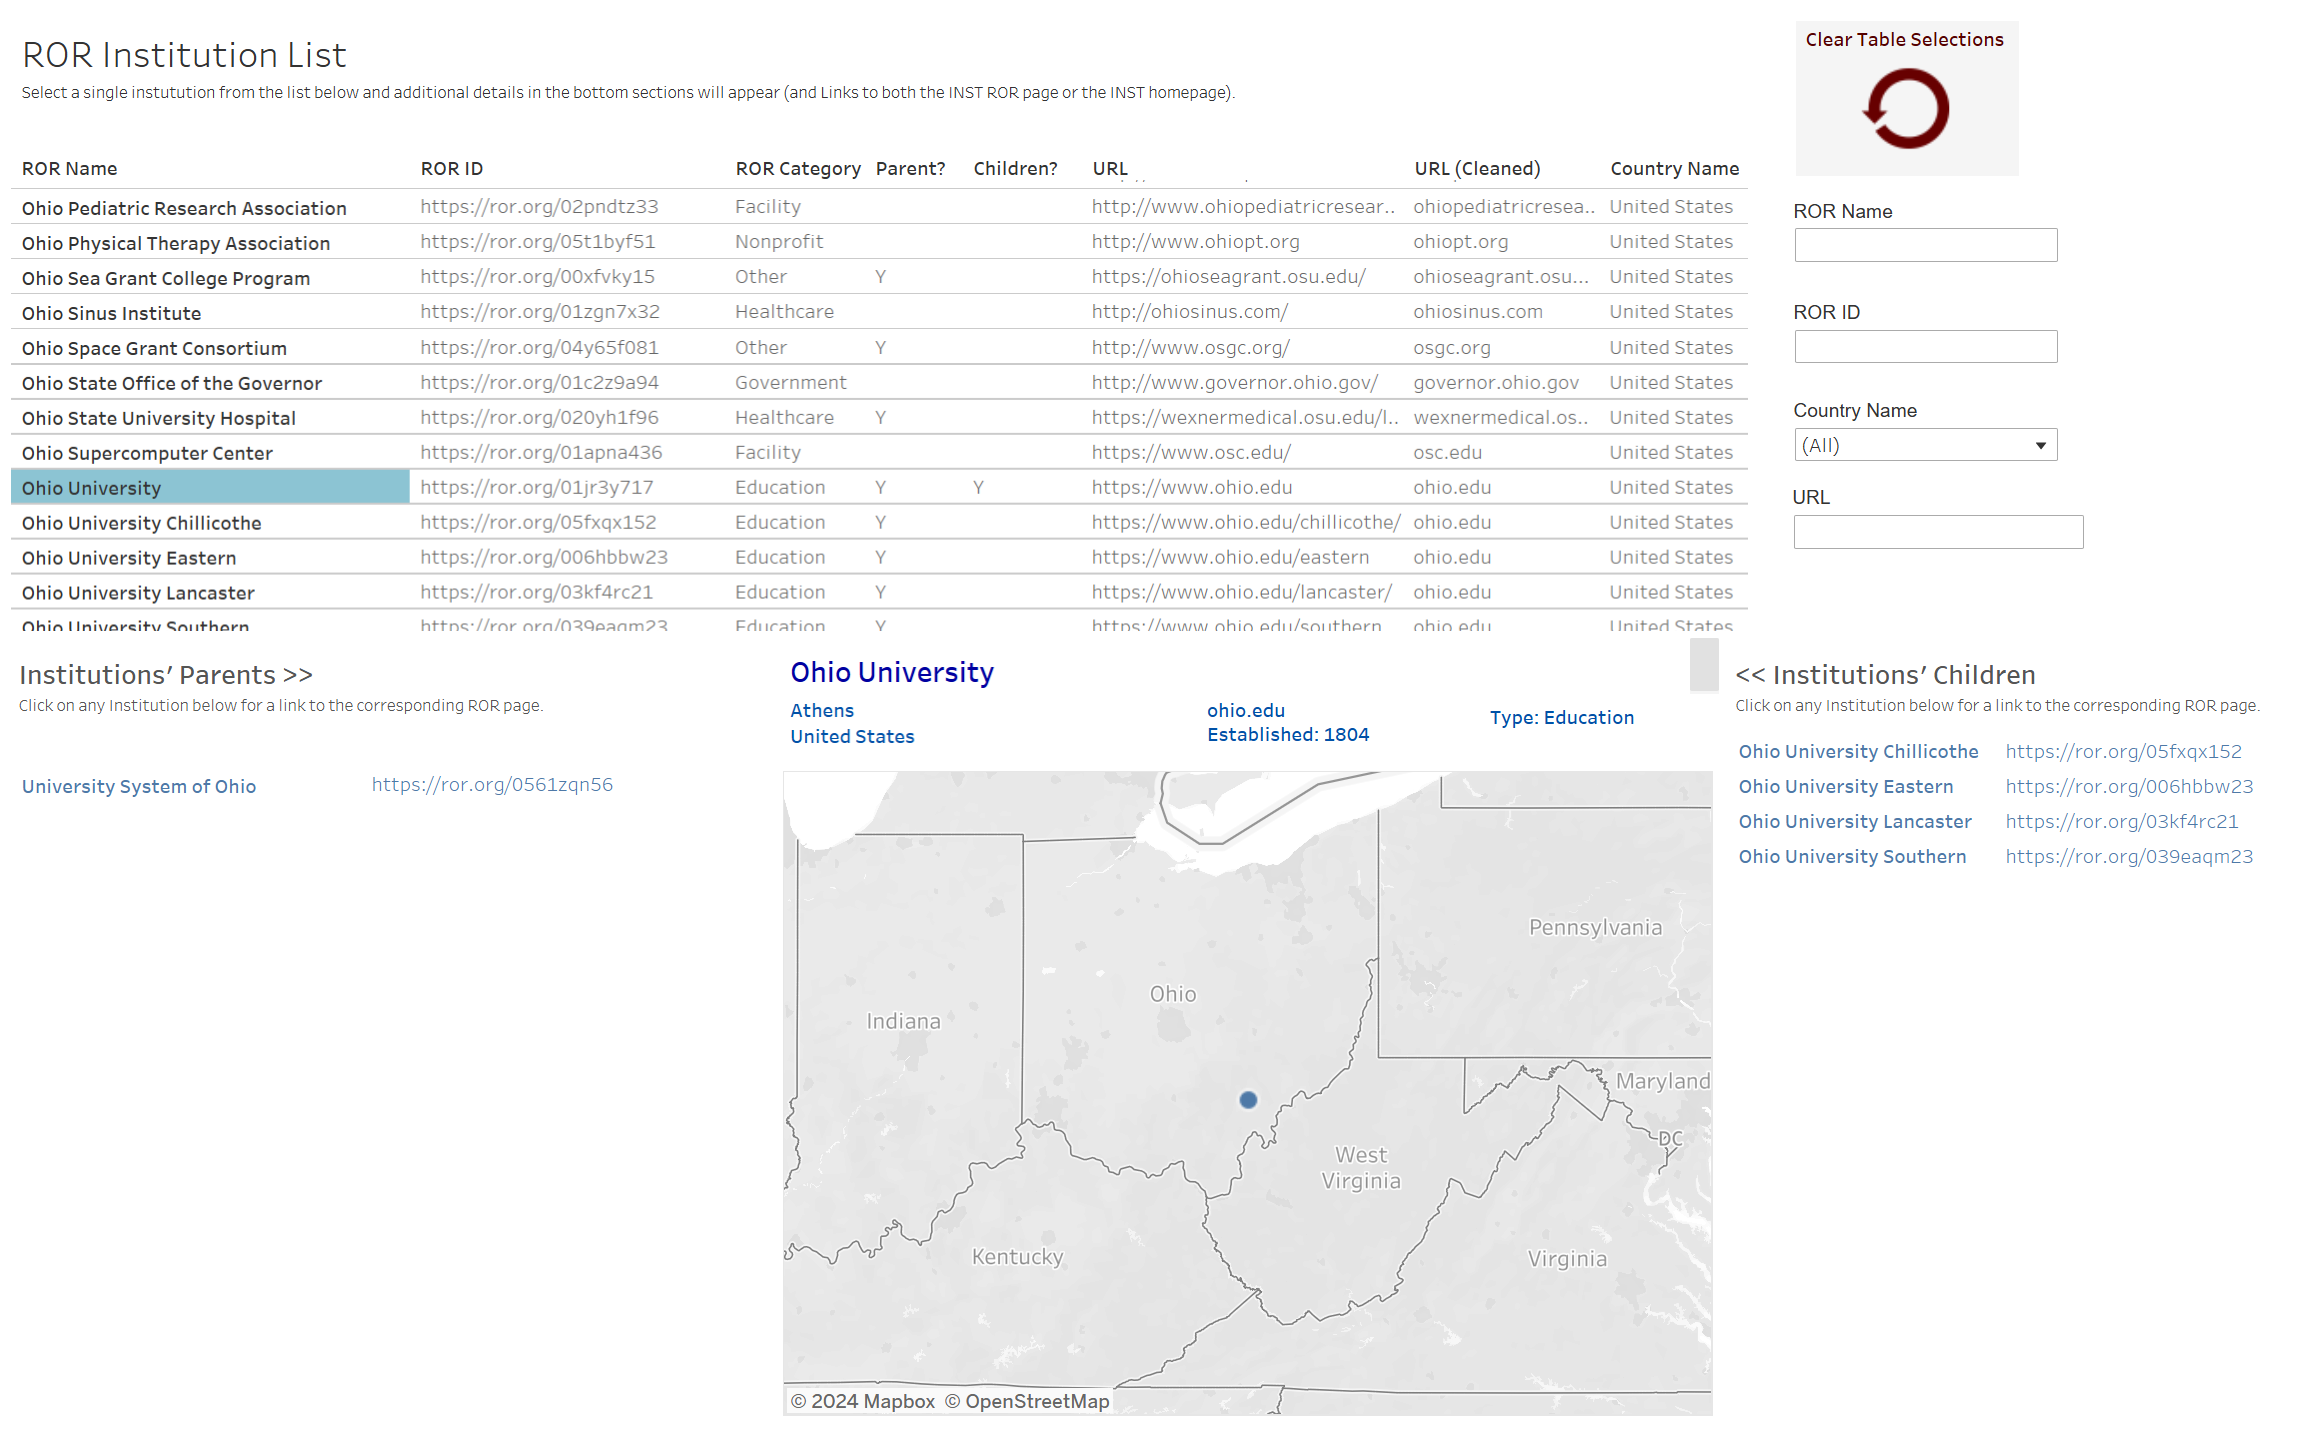 ROR Institution List
Select a single instutution from the list below and additional details in the bottom sections will appear (and Links to both the INST ROR page or the INST homepage).
Clear Table Selections
ROR Name ROR ID ROR Category Parent? Children? URL URL (Cleaned) Country Name
Ohio Pediatric Research Association https://ror.org/02pndtz33 Facility http://www.ohiopediatricresear.. ohiopediatricresea.. United States
Ohio Physical Therapy Association https://ror.org/05t1byf51 Nonprofit http://www.ohiopt.org ohiopt.org United States
Ohio Sea Grant College Program https://ror.org/00xfvky15 Other Y https://ohioseagrant.osu.edu/ ohioseagrant.osu... United States
Ohio Sinus Institute https://ror.org/01zgn7x32 Healthcare http://ohiosinus.com/ ohiosinus.com United States
Ohio Space Grant Consortium https://ror.org/04y65f081 Other Y http://www.osgc.org/ osgc.org United States
Ohio State Office of the Governor https://ror.org/01c2z9a94 Government http://www.governor.ohio.gov/ governor.ohio.gov United States
Ohio State University Hospital https://ror.org/020yh1f96 Healthcare Y https://wexnermedical.osu.edu/l.. wexnermedical.os.. United States
Ohio Supercomputer Center https://ror.org/01apna436 Facility https://www.osc.edu/ osc.edu United States
Ohio University https://ror.org/01jr3y717 Education Y Y https://www.ohio.edu ohio.edu United States
Ohio University Chillicothe https://ror.org/05fxqx152 Education Y https://www.ohio.edu/chillicothe/ ohio.edu United States
Ohio University Eastern https://ror.org/006hbbw23 Education Y https://www.ohio.edu/eastern ohio.edu United States
Ohio University Lancaster https://ror.org/03kf4rc21 Education Y https://www.ohio.edu/lancaster/ ohio.edu United States
Ohio University Southern https://ror.org/039eaqm23 Education Y https://www.ohio.edu/southern ohio.edu United States
ROR Name
ROR ID
Country Name
(All)
URL
Institutions' Parents >>
Click on any Institution below for a link to the corresponding ROR page.
University System of Ohio https://ror.org/0561zqn56
Ohio University
Athens
United States
ohio.edu
Established: 1804
Type: Education
Pennsylvania
Ohio
Indiana
Maryland
DC
West
Virginia
Kentucky
Virginia
© 2024 Mapbox © OpenStreetMap
<< Institutions' Children
Click on any Institution below for a link to the corresponding ROR page.
Ohio University Chillicothe https://ror.org/05fxqx152
Ohio University Eastern https://ror.org/006hbbw23
Ohio University Lancaster https://ror.org/03kf4rc21
Ohio University Southern https://ror.org/039eaqm23